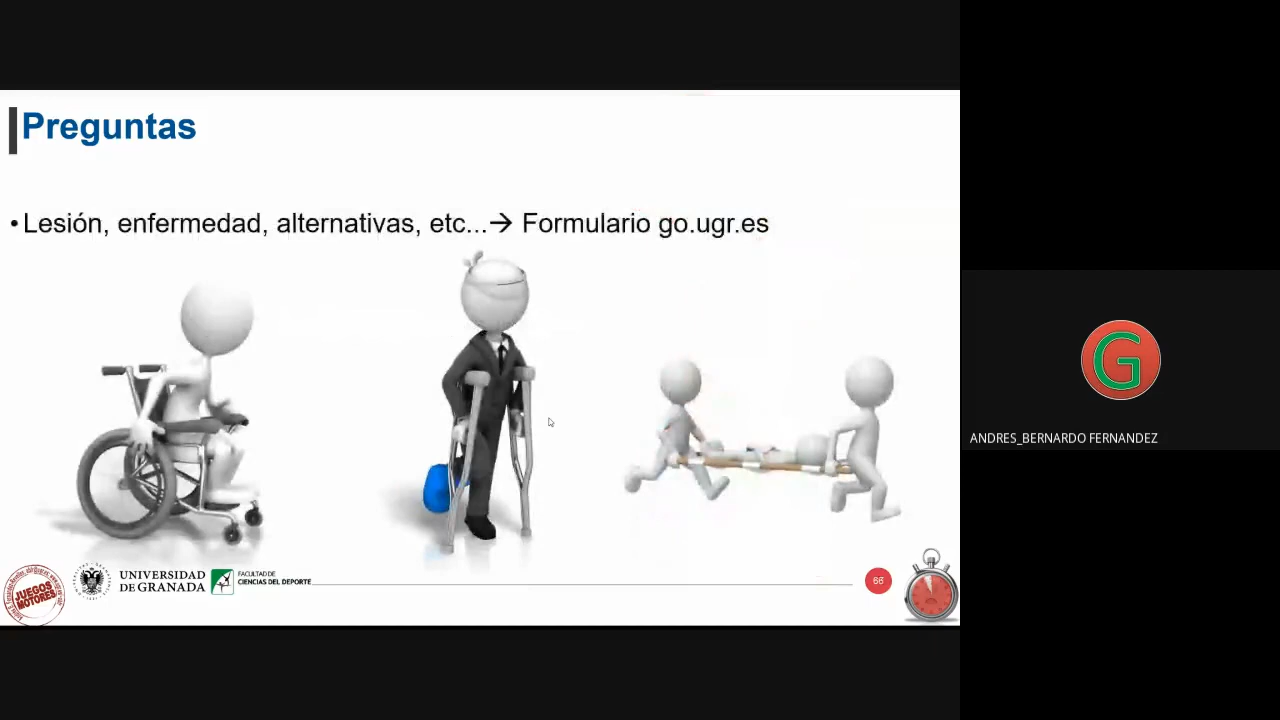 Preguntas
• Lesión, enfermedad, alternativas, etc...→ Formulario go.ugr.es
JUEGOS
MOTORES
UNIVERSIDAD
DE GRANADA
FACULTAD DE
CIENCIAS DEL DEPORTE
66
G
ANDRES_BERNARDO FERNANDEZ